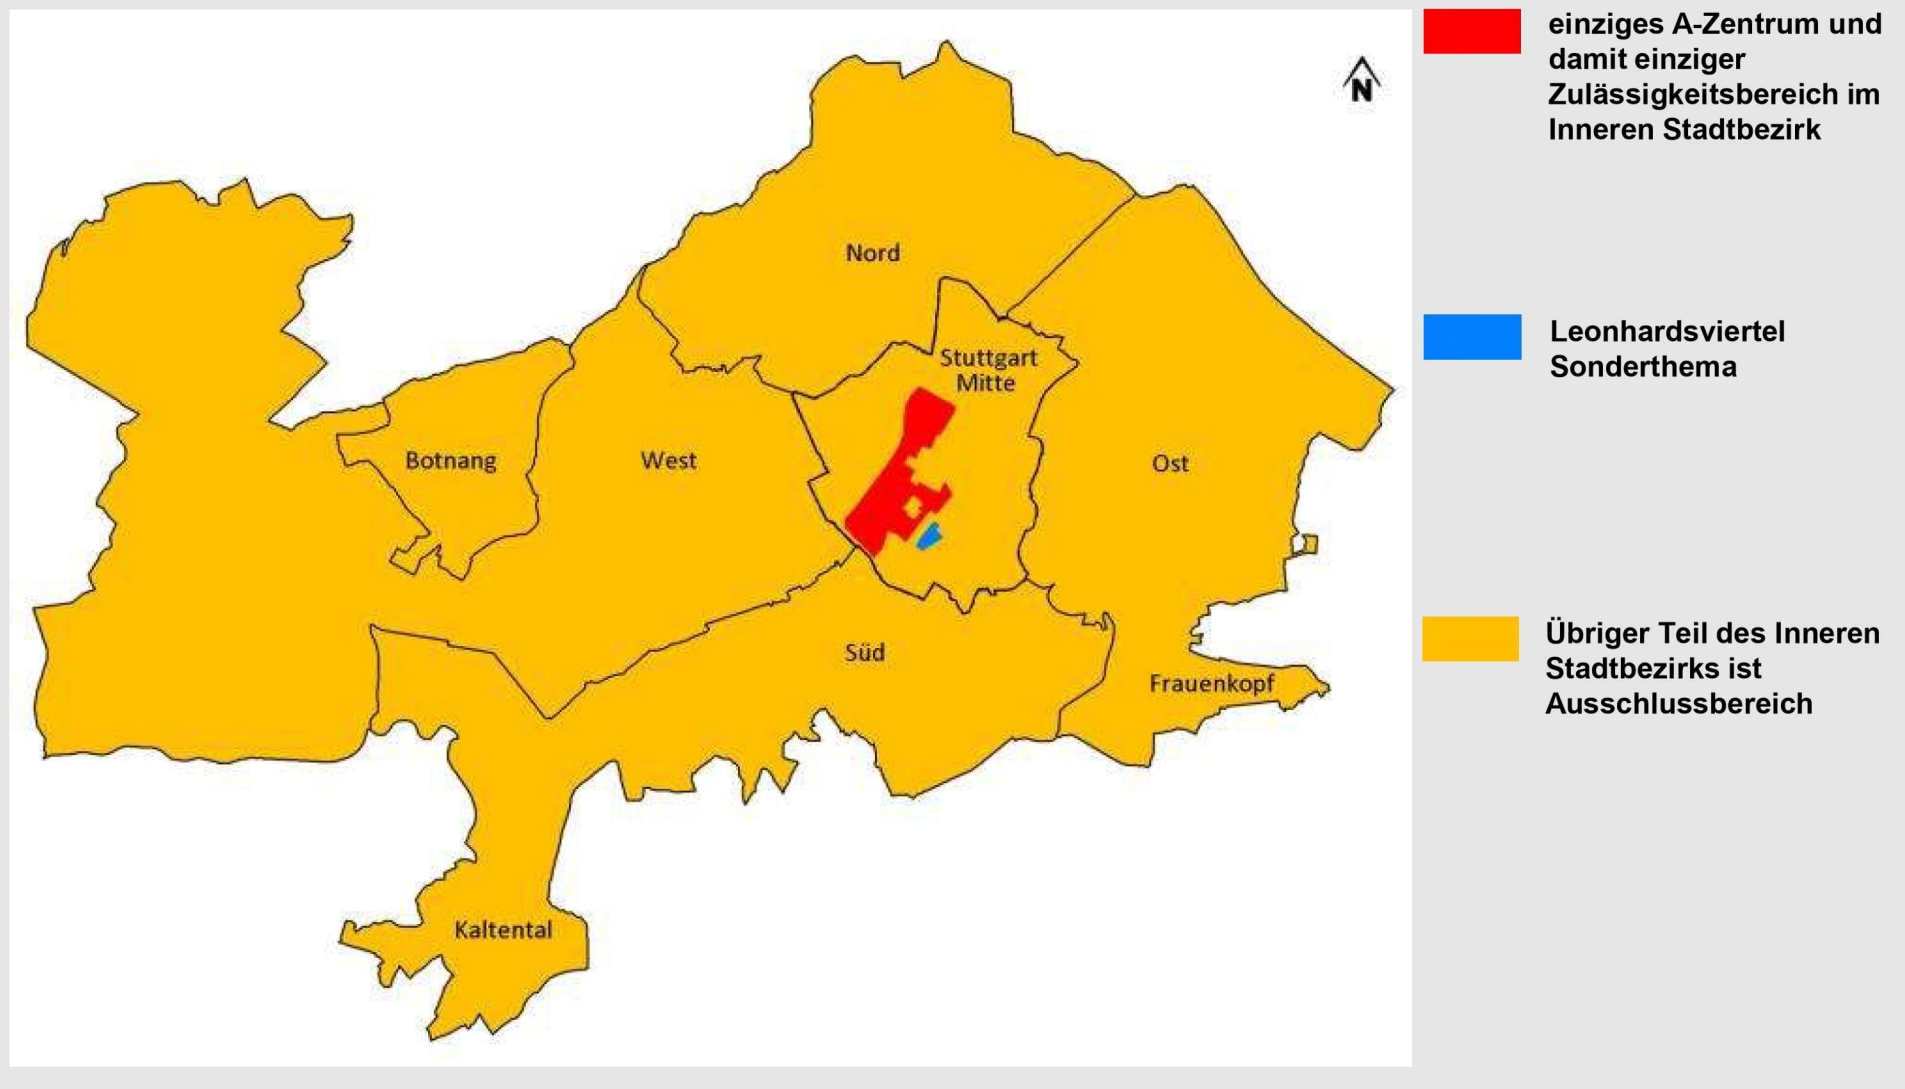 einziges A-Zentrum und
damit einziger
Zulässigkeitsbereich im
Inneren Stadtbezirk
N
Nord
Leonhardsviertel
Sonderthema
Stuttgart
Mitte
Botnang
West
Ost
Übriger Teil des Inneren
Stadtbezirks ist
Ausschlussbereich
Süd
Frauenkopf
Kaltental